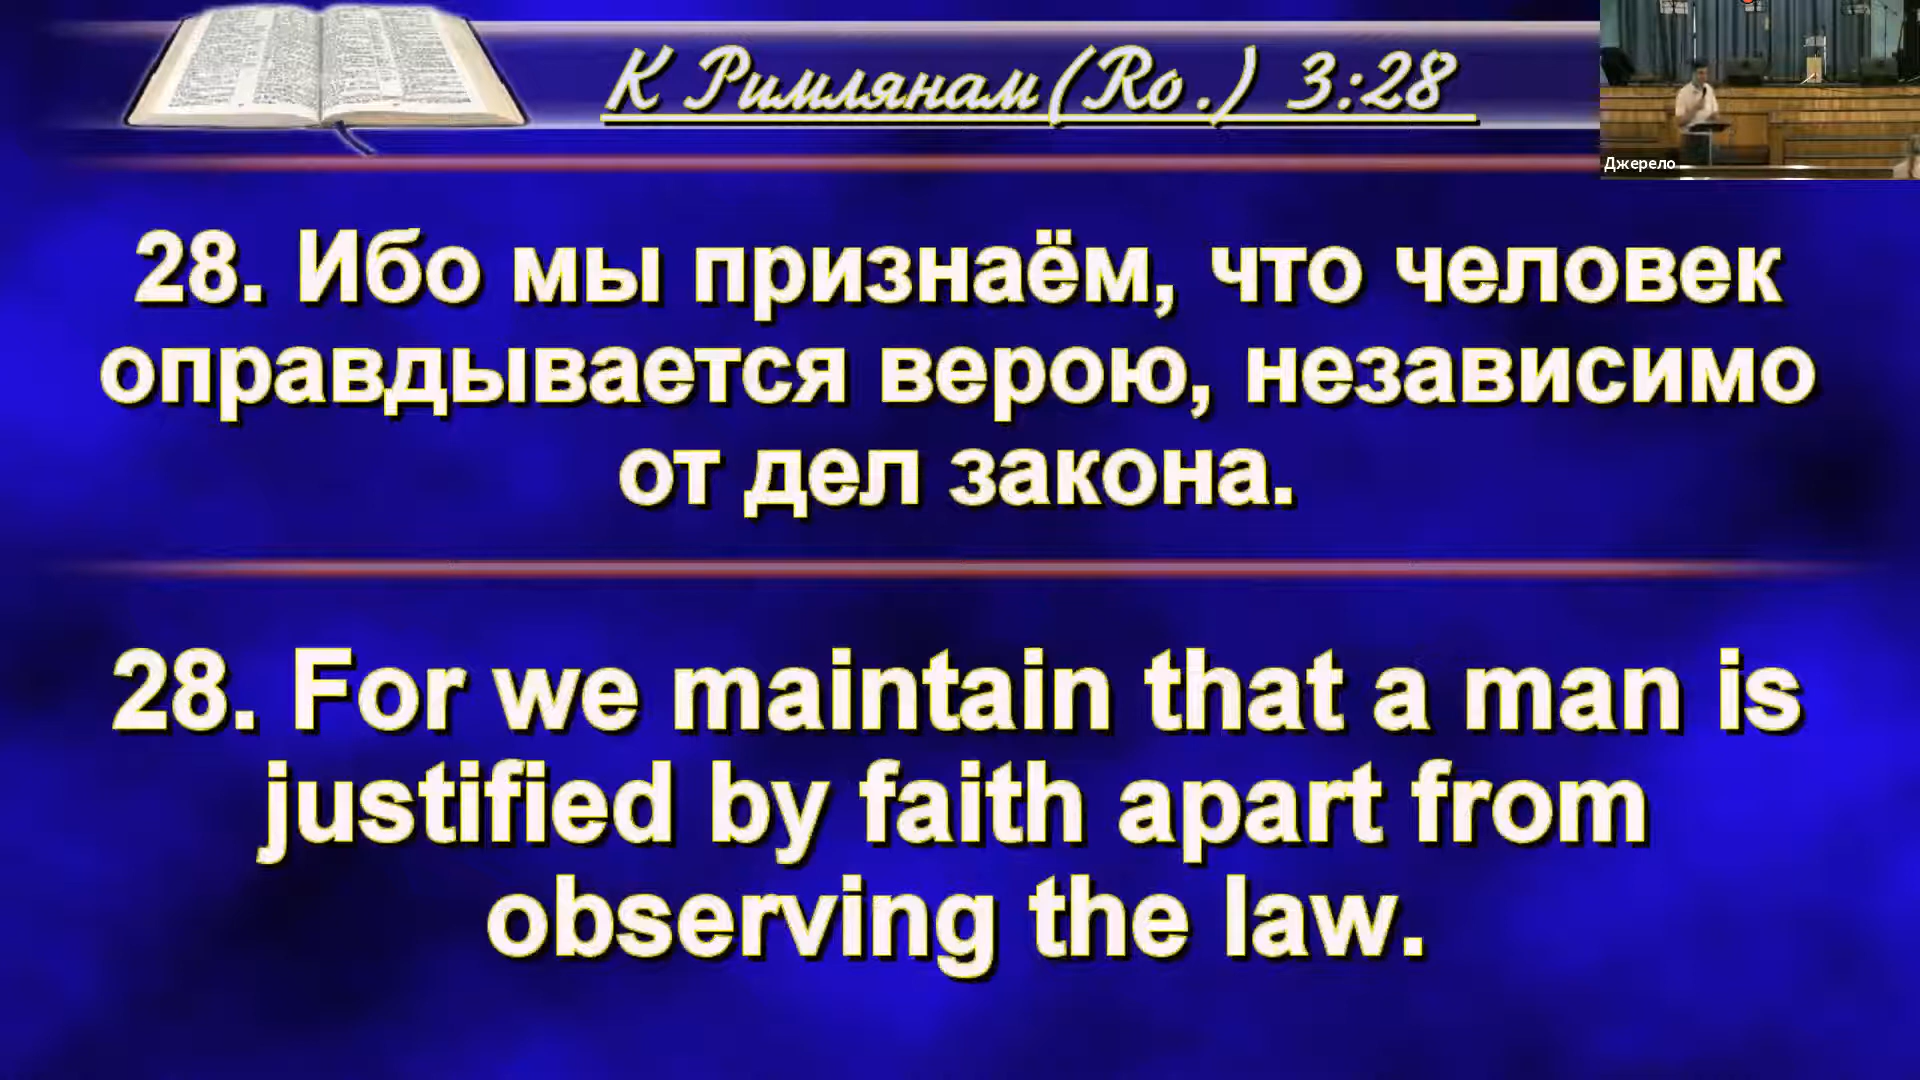 К Римлянам(Ro.) 3:28
Джерело
28. Ибо мы признаём, что человек
оправдывается верою, независимо
от дел закона.
28. For we maintain that a man is
justified by faith apart from
observing the law.